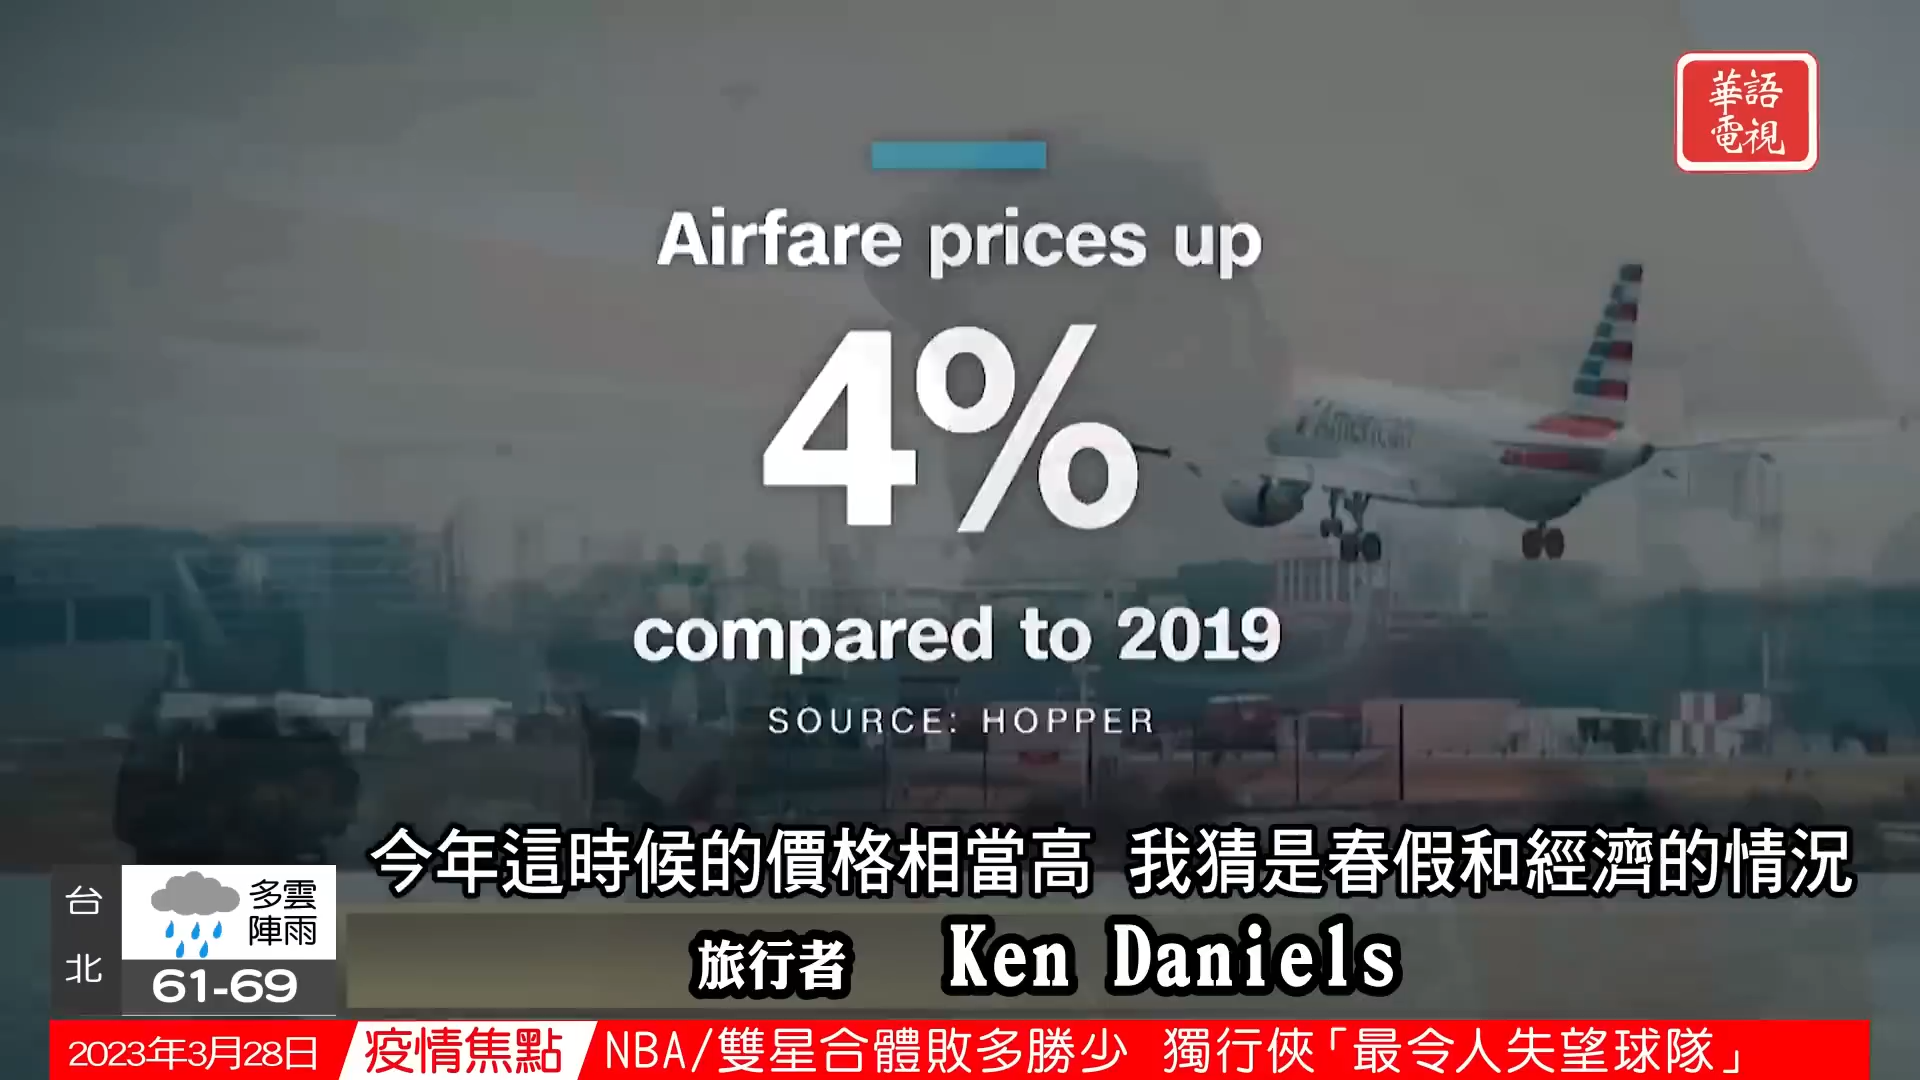 華語
電視
Airfare prices up
4%
compared to 2019
SOURCE: HOPPER
American
今年這時候的價格相當高 我猜是春假和經濟的情況
旅行者 Ken Daniels
台北
多雲
陣雨
61-69
2023年3月28日 疫情焦點 NBA/雙星合體敗多勝少 獨行俠「最令人失望球隊」